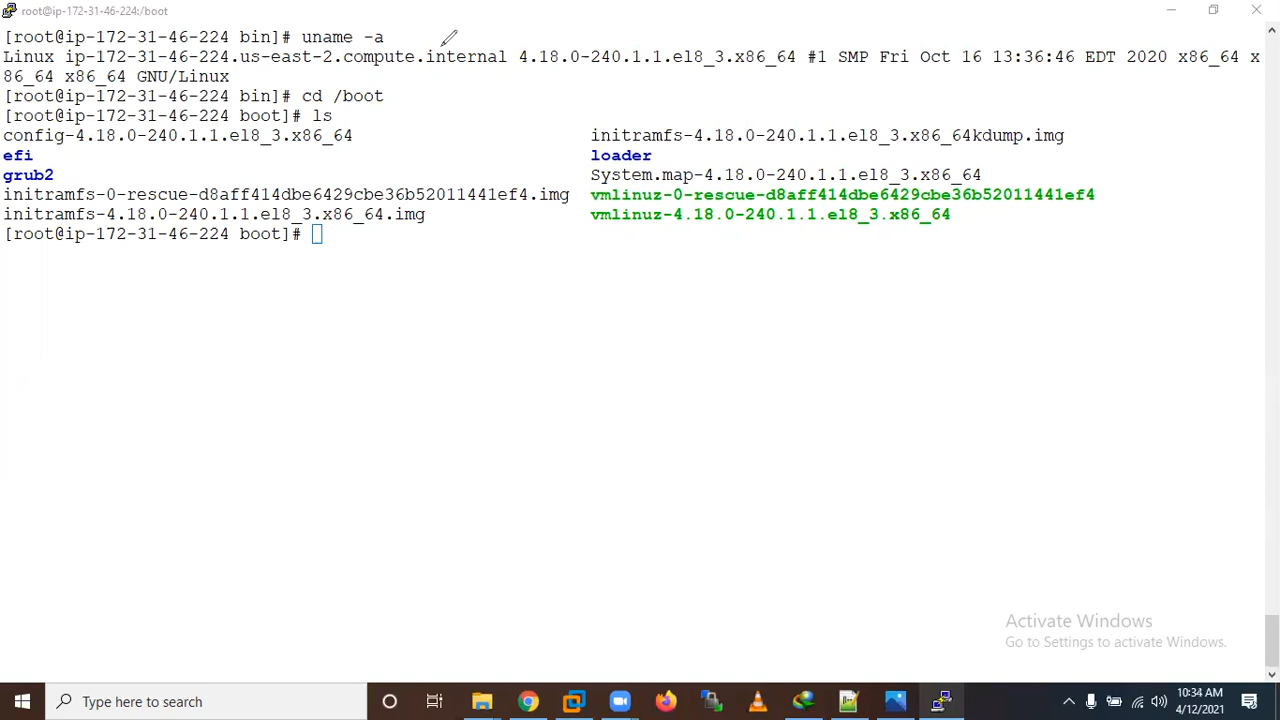 root@ip-172-31-46-224:/boot
[root@ip-172-31-46-224 bin]# uname -a
Linux ip-172-31-46-224.us-east-2.compute.internal 4.18.0-240.1.1.el8_3.x86_64 #1 SMP Fri Oct 16 13:36:46 EDT 2020 x86_64 x
86_64 x86_64 GNU/Linux
[root@ip-172-31-46-224 bin]# cd /boot
[root@ip-172-31-46-224 boot]# ls
config-4.18.0-240.1.1.el8_3.x86_64 initramfs-4.18.0-240.1.1.el8_3.x86_64kdump.img
efi loader
grub2 System.map-4.18.0-240.1.1.el8_3.x86_64
initramfs-0-rescue-d8aff414dbe6429cbe36b52011441ef4.img vmlinuz-0-rescue-d8aff414dbe6429cbe36b52011441ef4
initramfs-4.18.0-240.1.1.el8_3.x86_64.img vmlinuz-4.18.0-240.1.1.el8_3.x86_64
[root@ip-172-31-46-224 boot]#
Activate Windows
Go to Settings to activate Windows.
Type here to search
10:34 AM
4/12/2021